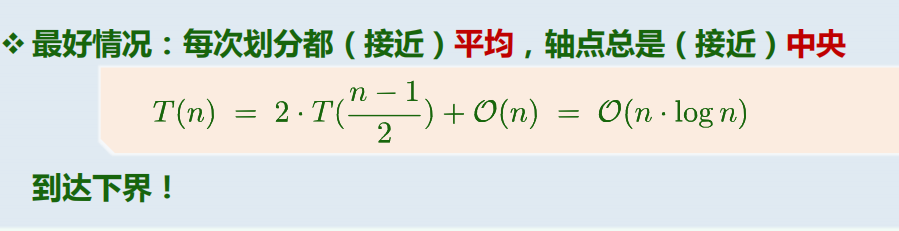 ❖ 最好情况：每次划分都（接近）平均，轴点总是（接近）中央
T(n) = 2 · T(\frac{n − 1}{2}) + 𝒪(n) = 𝒪(n · log n)
到达下界！